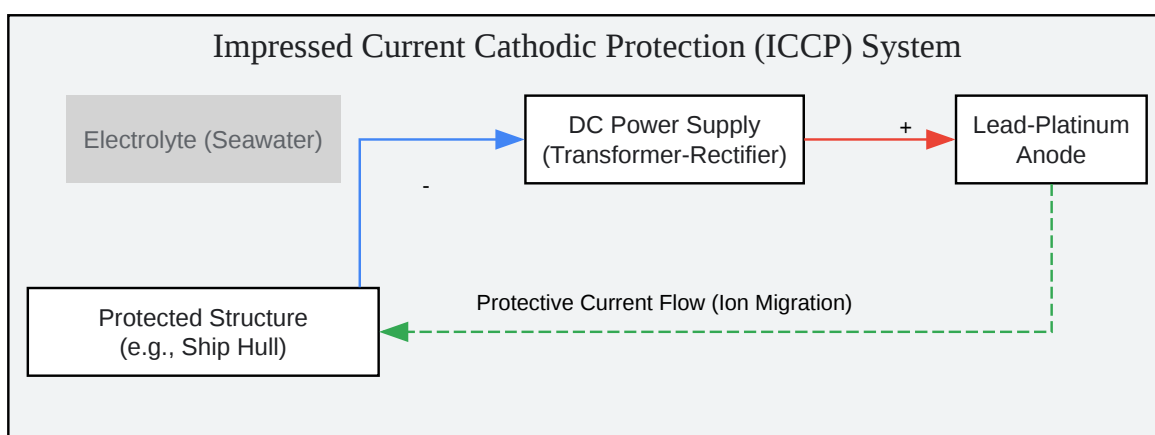 Impressed Current Cathodic Protection (ICCP) System
Electrolyte (Seawater)
DC Power Supply
(Transformer-Rectifier)
+
Lead-Platinum
Anode
-
Protected Structure
(e.g., Ship Hull)
Protective Current Flow (Ion Migration)